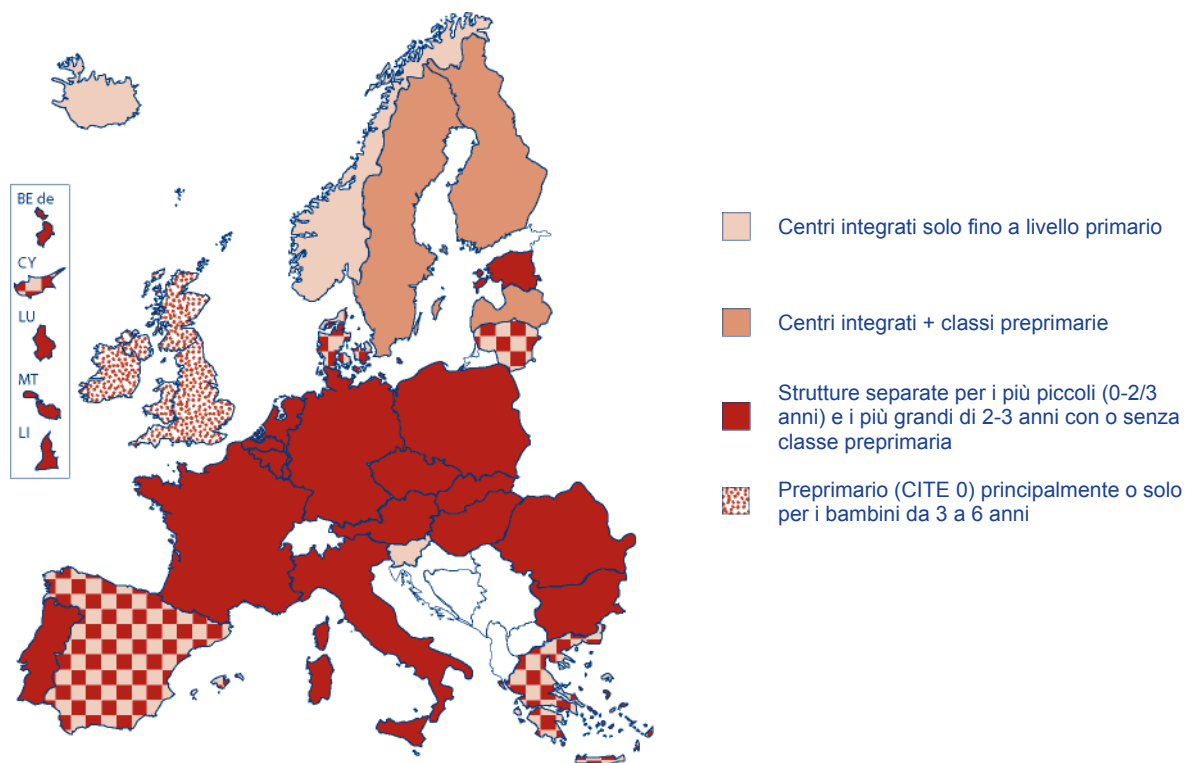 BE de
CY
LU
MT
LI
Centri integrati solo fino a livello primario
Centri integrati + classi preprimarie
Strutture separate per i più piccoli (0-2/3
anni) e i più grandi di 2-3 anni con o senza
classe preprimaria
Preprimario (CITE 0) principalmente o solo
per i bambini da 3 a 6 anni